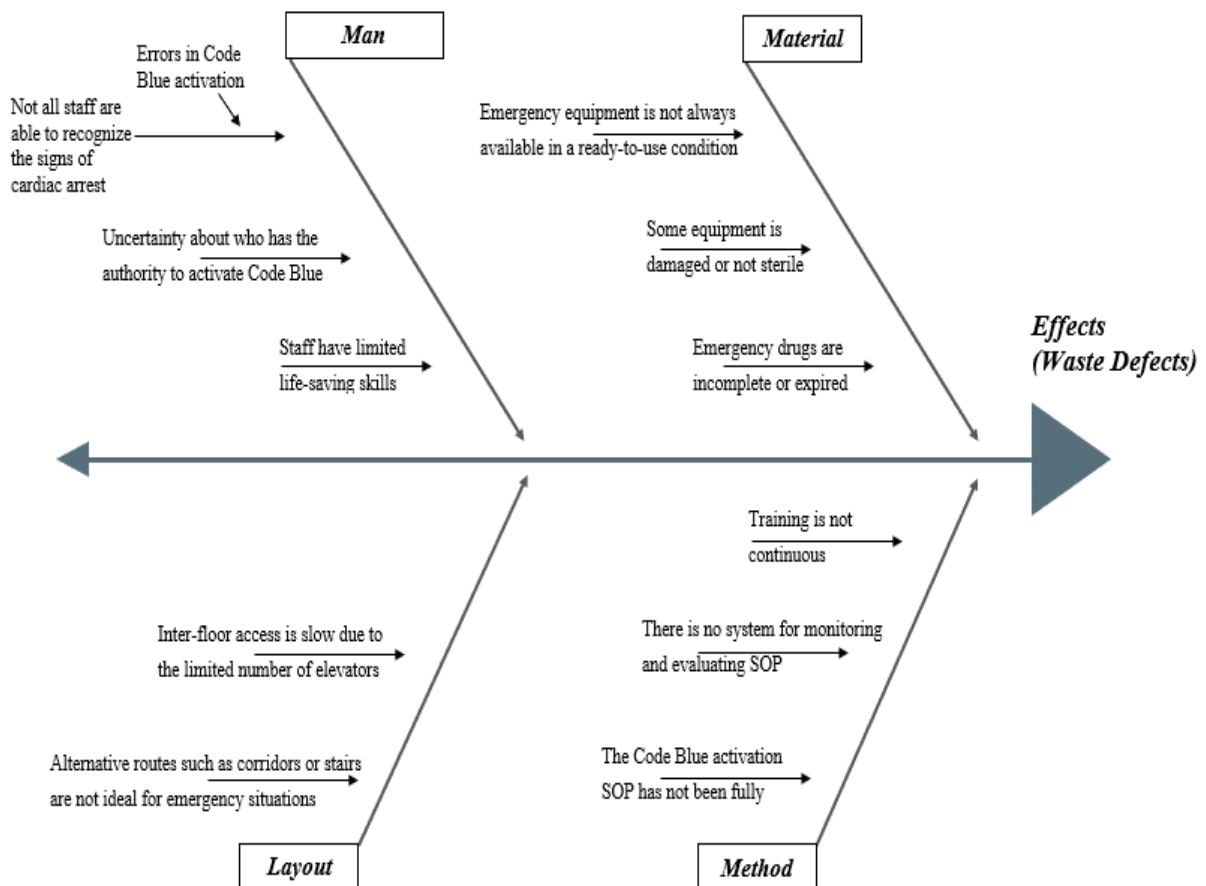 Man
Errors in Code
Blue activation
Not all staff are
able to recognize
the signs of
cardiac arrest
Uncertainty about who has the
authority to activate Code Blue
Staff have limited
life-saving skills
Material
Emergency equipment is not always
available in a ready-to-use condition
Some equipment is
damaged or not sterile
Emergency drugs are
incomplete or expired
Effects
(Waste Defects)
Inter-floor access is slow due to
the limited number of elevators
Alternative routes such as corridors or stairs
are not ideal for emergency situations
Layout
Training is not
continuous
There is no system for monitoring
and evaluating SOP
The Code Blue activation
SOP has not been fully
Method